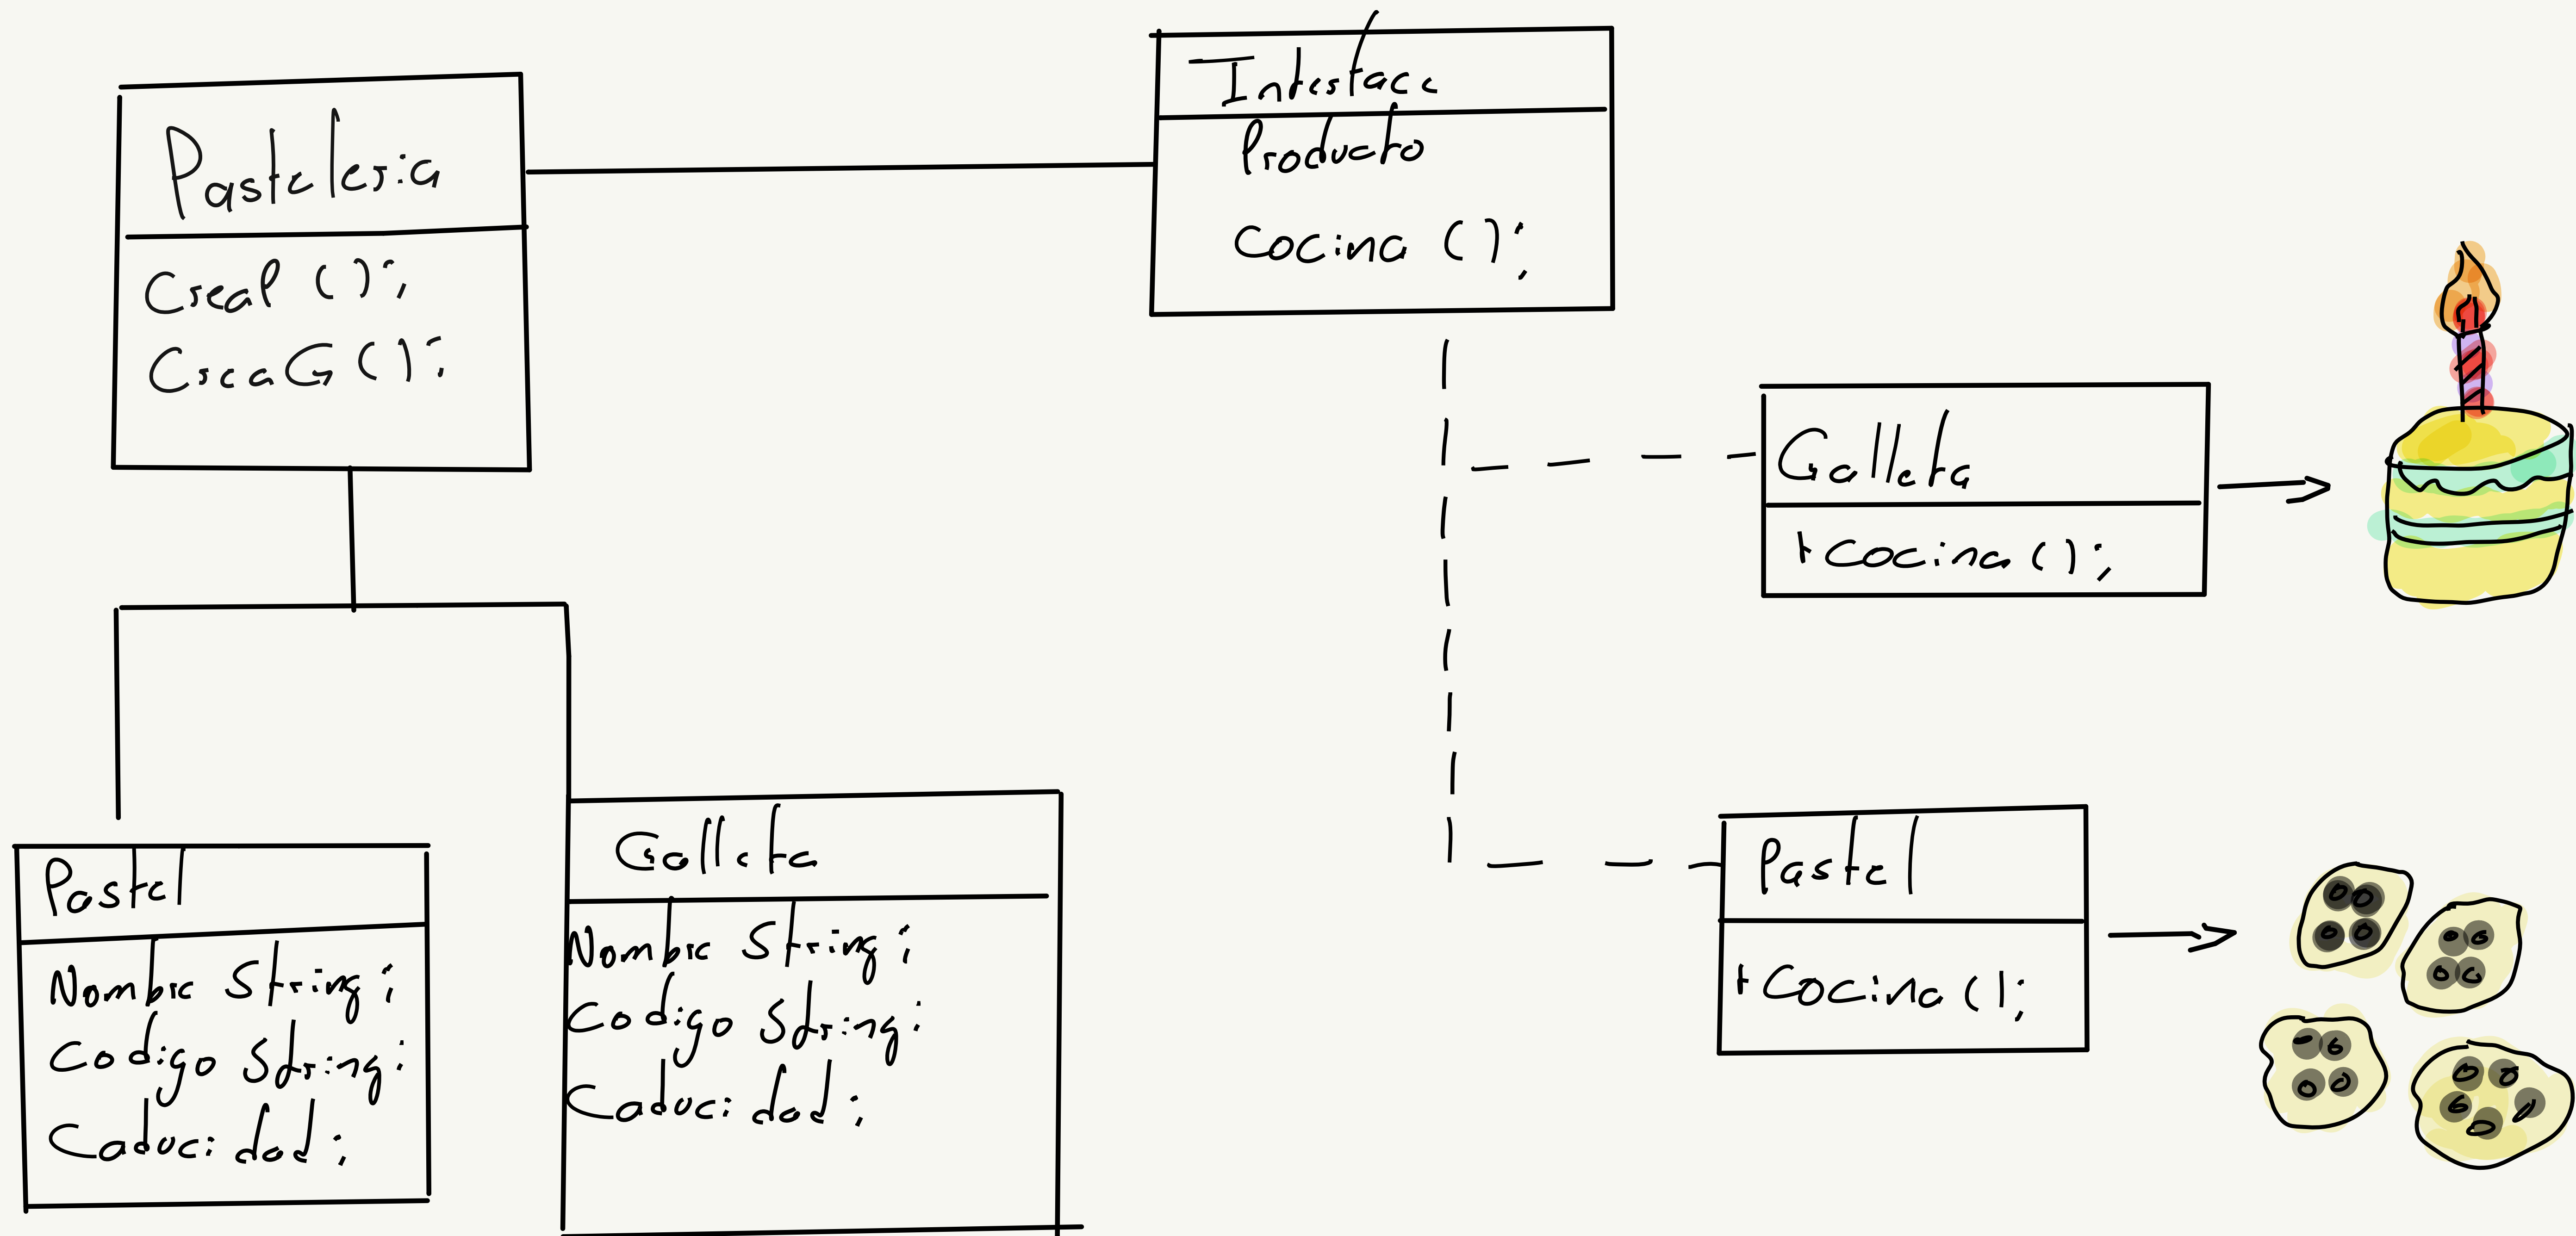 Pasteleria
CreaP ( );
CreaG ( );
Interface
Producto
Cocina ( );
Galleta
+ Cocina ( );
Pastel
+ Cocina ( );
Pastel
Nombre String;
Codigo String;
Caducidad;
Galleta
Nombre String;
Codigo String;
Caducidad;